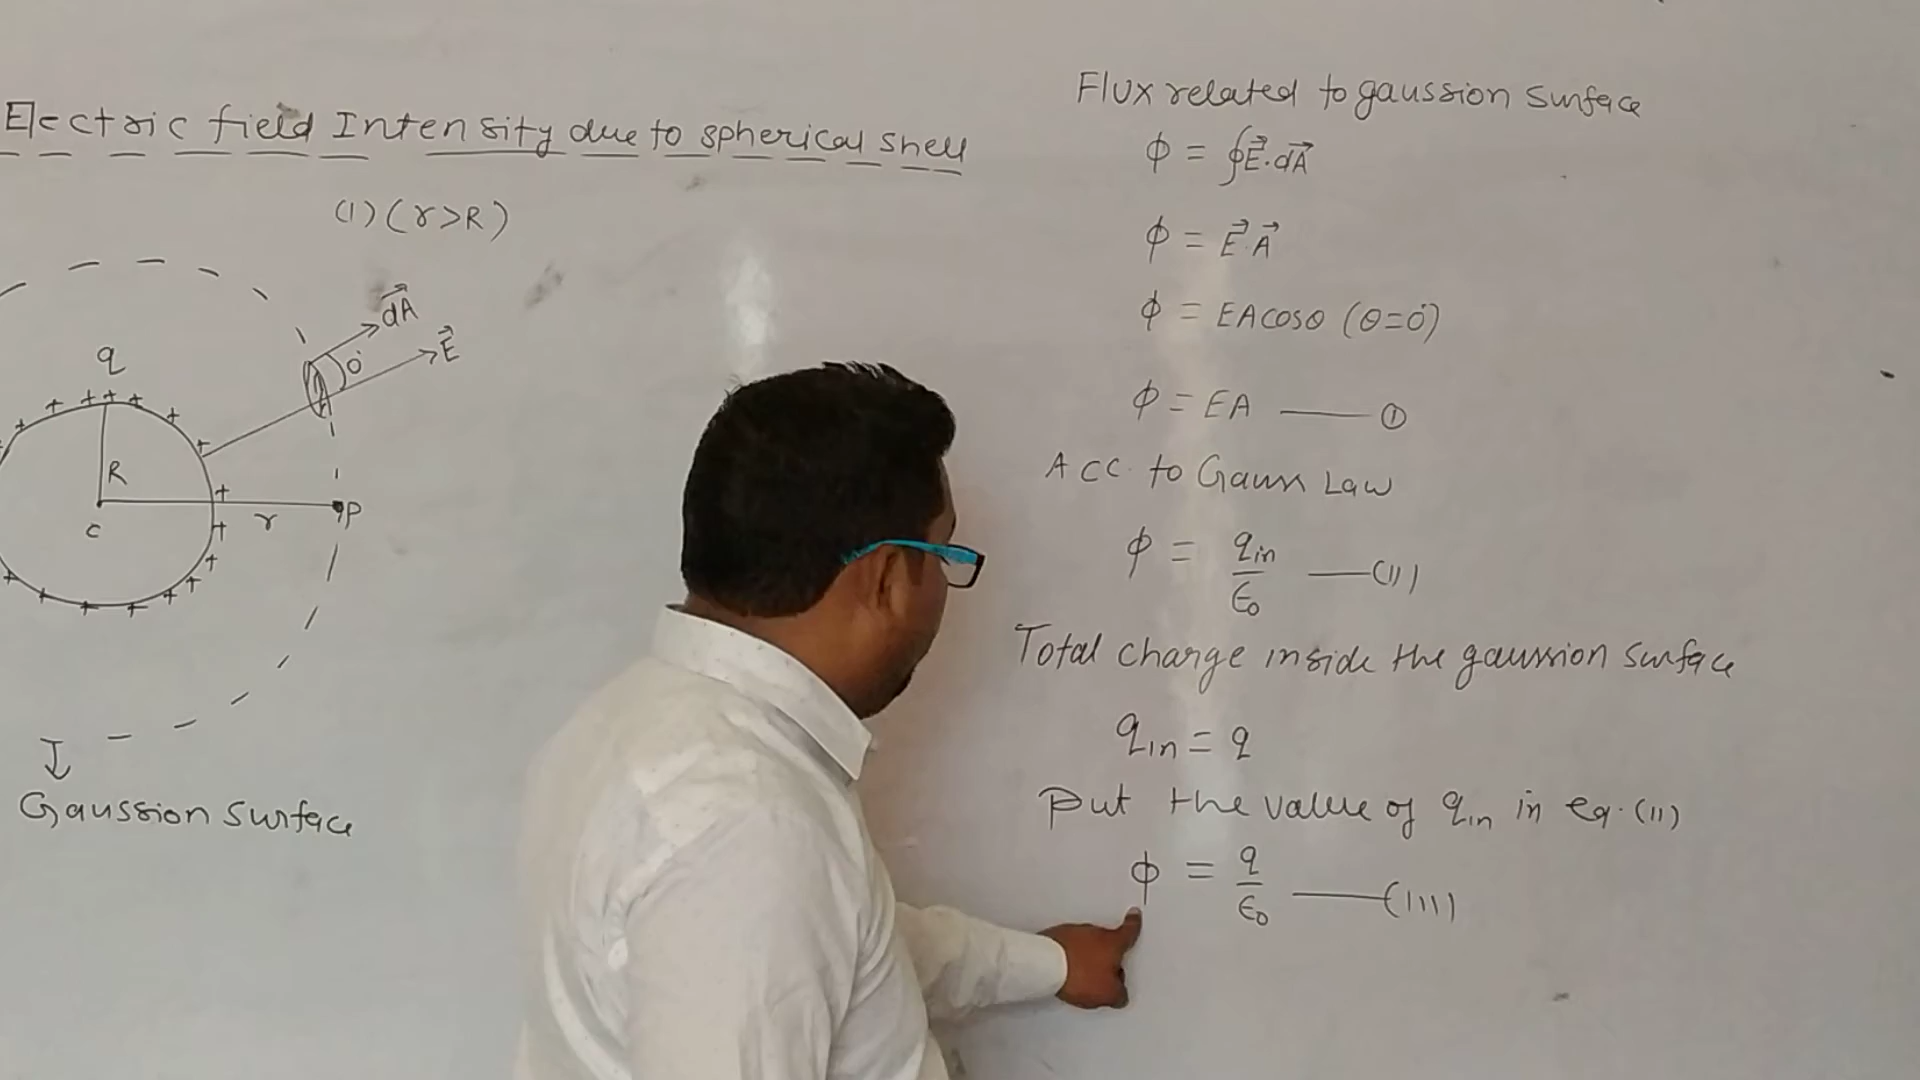 Electric field Intensity due to spherical shell
(1) (r>R)
dA⃗
E⃗
0°
q
R
C
r
P
Gaussion surface
Flux related to gaussion surface
ϕ = ∮E⃗.dA⃗
ϕ = E⃗.A⃗
ϕ = EAcosθ (θ=0°)
ϕ = EA —— ①
Acc. to Gauss Law
ϕ = qin/ϵ0 —— (11)
Total charge inside the gaussion surface
qin = q
Put the value of qin in eq. (11)
ϕ = q/ϵ0 —— (111)